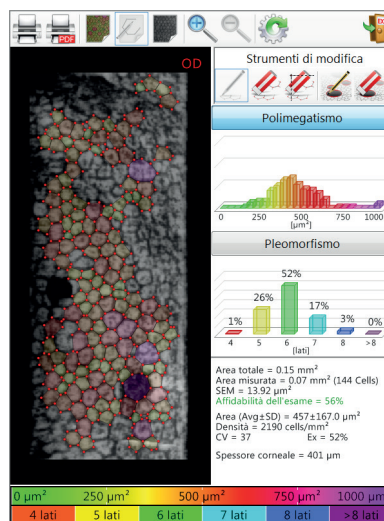 PDF
EXIT
OD
Strumenti di modifica
Polimegatismo
0 250 500 750 1000
[µm²]
Pleomorfismo
1% 26% 52% 17% 3% 0%
4 5 6 7 8 >8
[lati]
Area totale = 0.15 mm²
Area misurata = 0.07 mm² (144 Cells)
SEM = 13.92 µm²
Affidabilità dell'esame = 56%
Area (Avg±SD) = 457±167.0 µm²
Densità = 2190 cells/mm²
CV = 37 Ex = 52%
Spessore corneale = 401 µm
0 µm² 250 µm² 500 µm² 750 µm² 1000 µm²
4 lati 5 lati 6 lati 7 lati 8 lati >8 lati